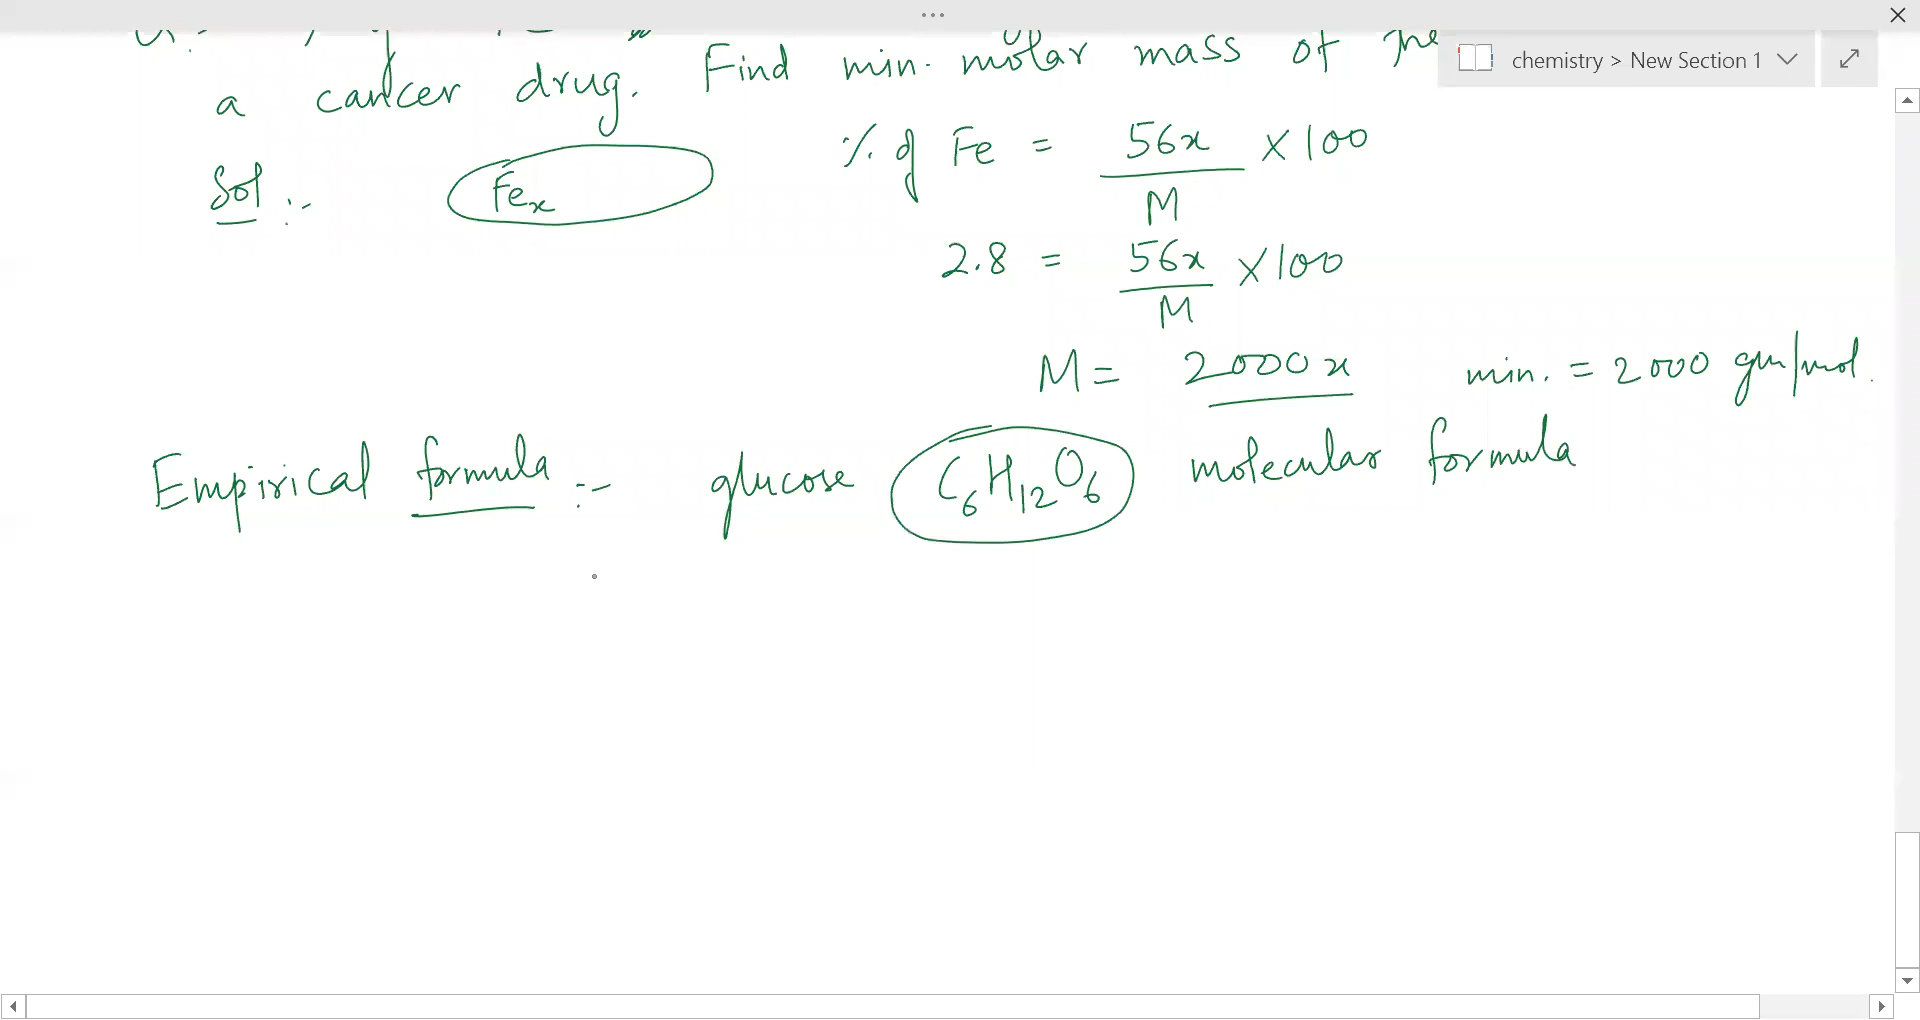 ...
Find min. molar mass of the
chemistry > New Section 1
a cancer drug.
% of Fe = 56x/M × 100
Sol :-
Fex
2.8 = 56x/M × 100
M = 2000x min. = 2000 gm/mol.
Empirical formula :- glucose C6H12O6 molecular formula